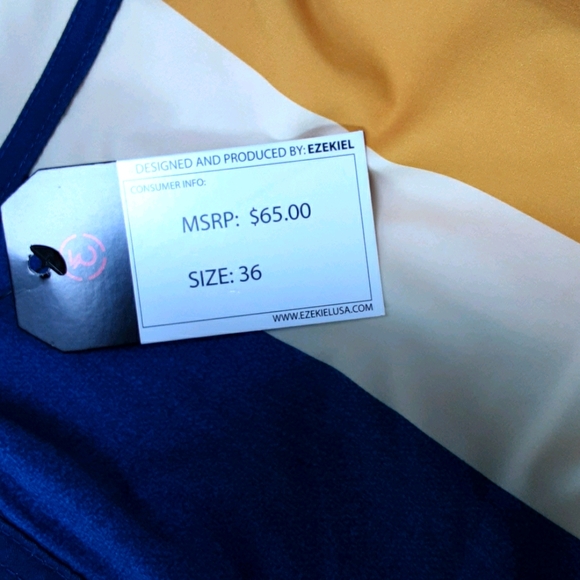 DESIGNED AND PRODUCED BY: EZEKIEL
CONSUMER INFO:
MSRP: $65.00
SIZE: 36
WWW.EZEKIELUSA.COM